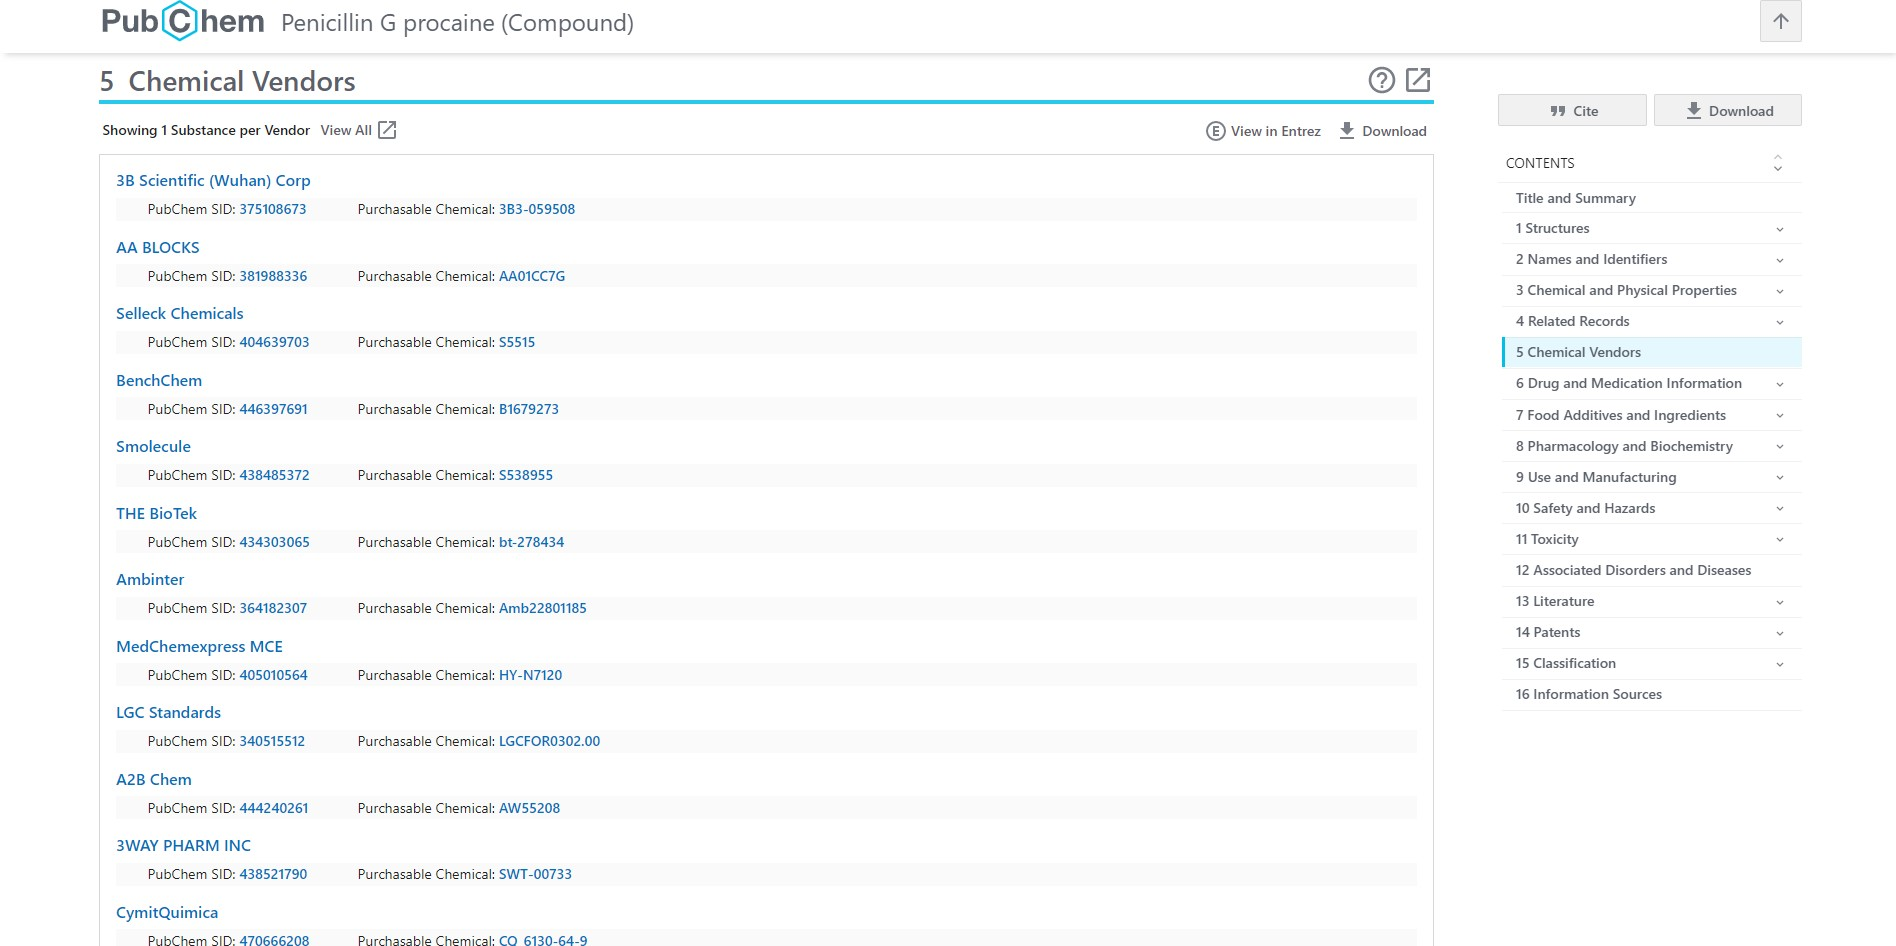 PubChem Penicillin G procaine (Compound)
5 Chemical Vendors
Showing 1 Substance per Vendor View All
E View in Entrez Download
3B Scientific (Wuhan) Corp
PubChem SID: 375108673 Purchasable Chemical: 3B3-059508
AA BLOCKS
PubChem SID: 381988336 Purchasable Chemical: AA01CC7G
Selleck Chemicals
PubChem SID: 404639703 Purchasable Chemical: S5515
BenchChem
PubChem SID: 446397691 Purchasable Chemical: B1679273
Smolecule
PubChem SID: 438485372 Purchasable Chemical: S538955
THE BioTek
PubChem SID: 434303065 Purchasable Chemical: bt-278434
Ambinter
PubChem SID: 364182307 Purchasable Chemical: Amb22801185
MedChemexpress MCE
PubChem SID: 405010564 Purchasable Chemical: HY-N7120
LGC Standards
PubChem SID: 340515512 Purchasable Chemical: LGCFOR0302.00
A2B Chem
PubChem SID: 444240261 Purchasable Chemical: AW55208
3WAY PHARM INC
PubChem SID: 438521790 Purchasable Chemical: SWT-00733
CymitQuimica
PubChem SID: 470666208 Purchasable Chemical: CQ_6130-64-9
Cite
Download
CONTENTS
Title and Summary
1 Structures
2 Names and Identifiers
3 Chemical and Physical Properties
4 Related Records
5 Chemical Vendors
6 Drug and Medication Information
7 Food Additives and Ingredients
8 Pharmacology and Biochemistry
9 Use and Manufacturing
10 Safety and Hazards
11 Toxicity
12 Associated Disorders and Diseases
13 Literature
14 Patents
15 Classification
16 Information Sources